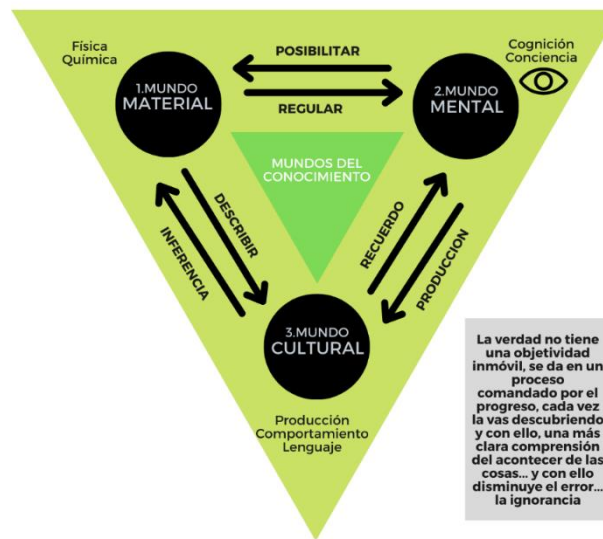 Física
Química
POSIBILITAR
Cognición
Conciencia
1.MUNDO
MATERIAL
2.MUNDO
MENTAL
REGULAR
MUNDOS DEL
CONOCIMIENTO
DESCRIBIR
INFERENCIA
RECUERDO
PRODUCCION
3.MUNDO
CULTURAL
Producción
Comportamiento
Lenguaje
La verdad no tiene
una objetividad
inmóvil, se da en un
proceso
comandado por el
progreso, cada vez
la vas descubriendo
y con ello, una más
clara comprensión
del acontecer de las
cosas... y con ello
disminuye el error...
la ignorancia